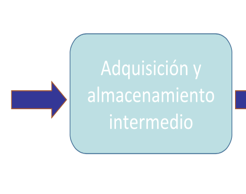 Adquisición y
almacenamiento
intermedio